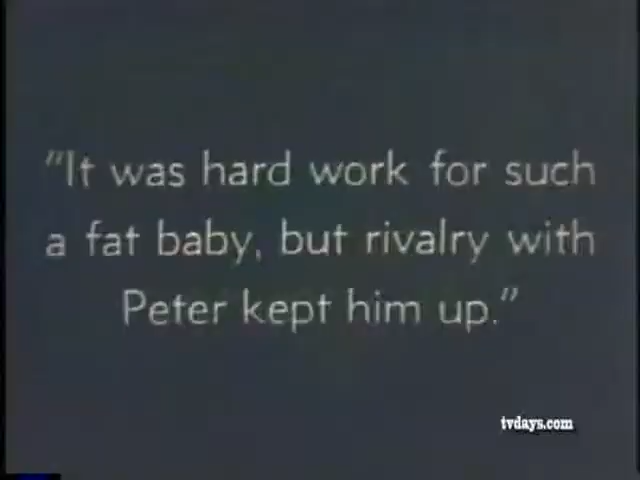 "It was hard work for such
a fat baby, but rivalry with
Peter kept him up."
tvdays.com